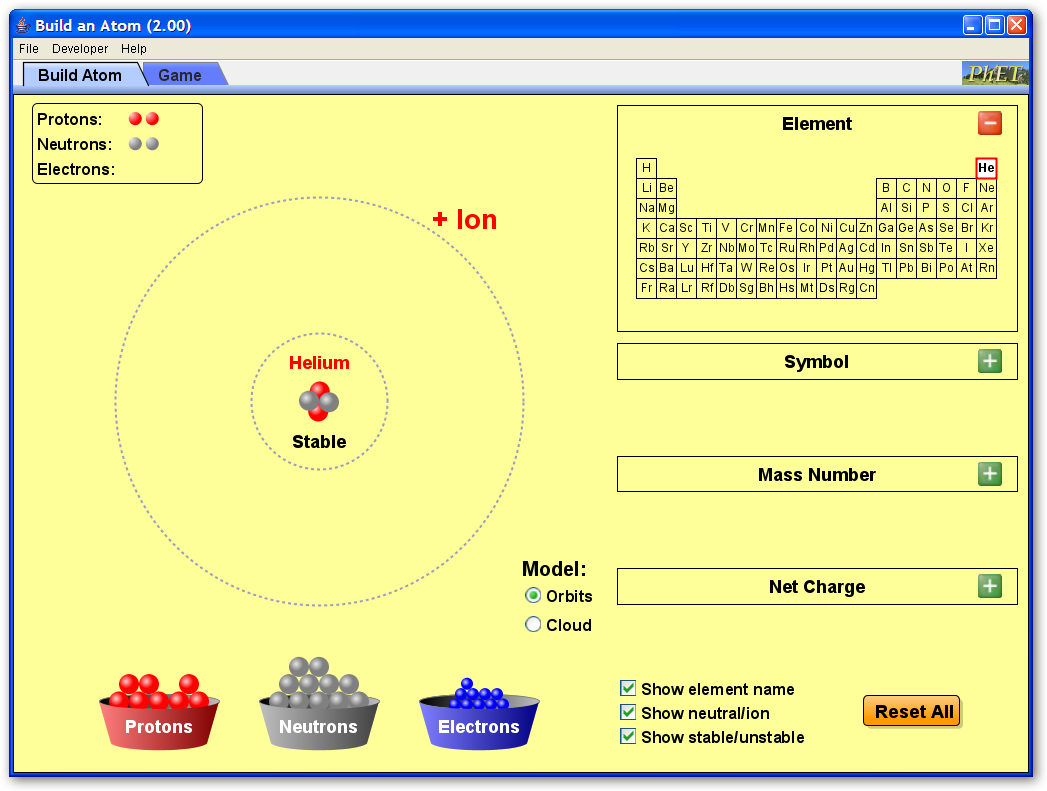 Build an Atom (2.00)
File Developer Help
Build Atom Game PhET
Protons:
Neutrons:
Electrons:
+ Ion
Helium
Stable
Element
H He
Li Be B C N O F Ne
Na Mg Al Si P S Cl Ar
K Ca Sc Ti V Cr Mn Fe Co Ni Cu Zn Ga Ge As Se Br Kr
Rb Sr Y Zr Nb Mo Tc Ru Rh Pd Ag Cd In Sn Sb Te I Xe
Cs Ba Lu Hf Ta W Re Os Ir Pt Au Hg Tl Pb Bi Po At Rn
Fr Ra Lr Rf Db Sg Bh Hs Mt Ds Rg Cn
Symbol
Mass Number
Net Charge
Model:
Orbits
Cloud
Protons
Neutrons
Electrons
Show element name
Show neutral/ion
Show stable/unstable
Reset All